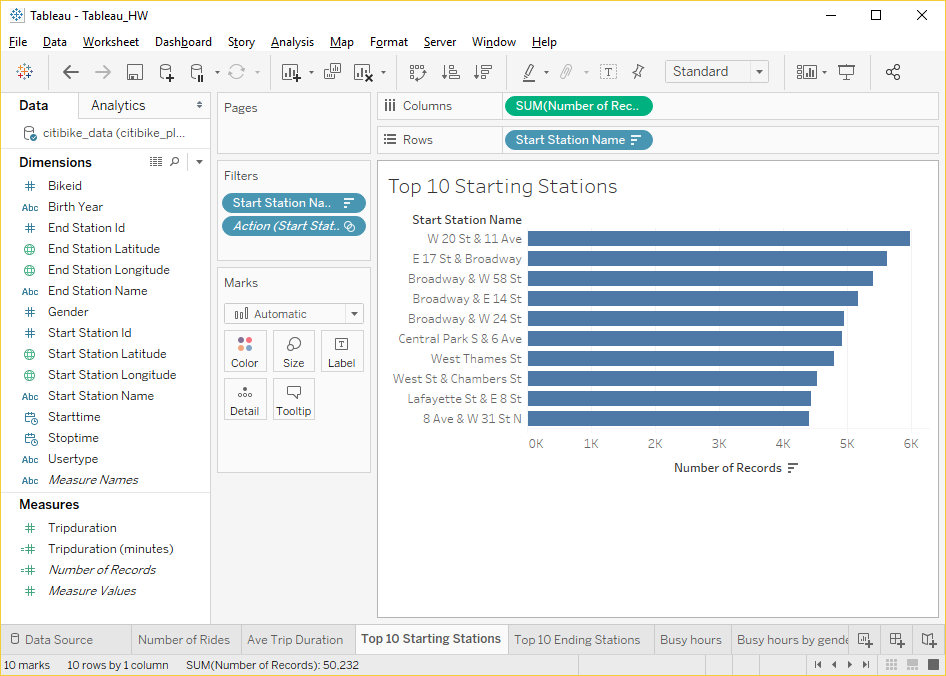 Tableau - Tableau_HW
File Data Worksheet Dashboard Story Analysis Map Format Server Window Help
Standard
Data Analytics
citibike_data (citibike_pl...
Dimensions
Bikeid
Abc Birth Year
End Station Id
End Station Latitude
End Station Longitude
Abc End Station Name
Gender
Start Station Id
Start Station Latitude
Start Station Longitude
Abc Start Station Name
Starttime
Stoptime
Abc Usertype
Abc Measure Names
Measures
# Tripduration
=# Tripduration (minutes)
=# Number of Records
# Measure Values
Pages
Filters
Start Station Na..
Action (Start Stat..
Marks
Automatic
Color Size Label
Detail Tooltip
Columns SUM(Number of Rec..
Rows Start Station Name
Top 10 Starting Stations
Start Station Name
W 20 St & 11 Ave
E 17 St & Broadway
Broadway & W 58 St
Broadway & E 14 St
Broadway & W 24 St
Central Park S & 6 Ave
West Thames St
West St & Chambers St
Lafayette St & E 8 St
8 Ave & W 31 St N
0K 1K 2K 3K 4K 5K 6K
Number of Records
Data Source Number of Rides Ave Trip Duration Top 10 Starting Stations Top 10 Ending Stations Busy hours Busy hours by gende
10 marks 10 rows by 1 column SUM(Number of Records): 50,232